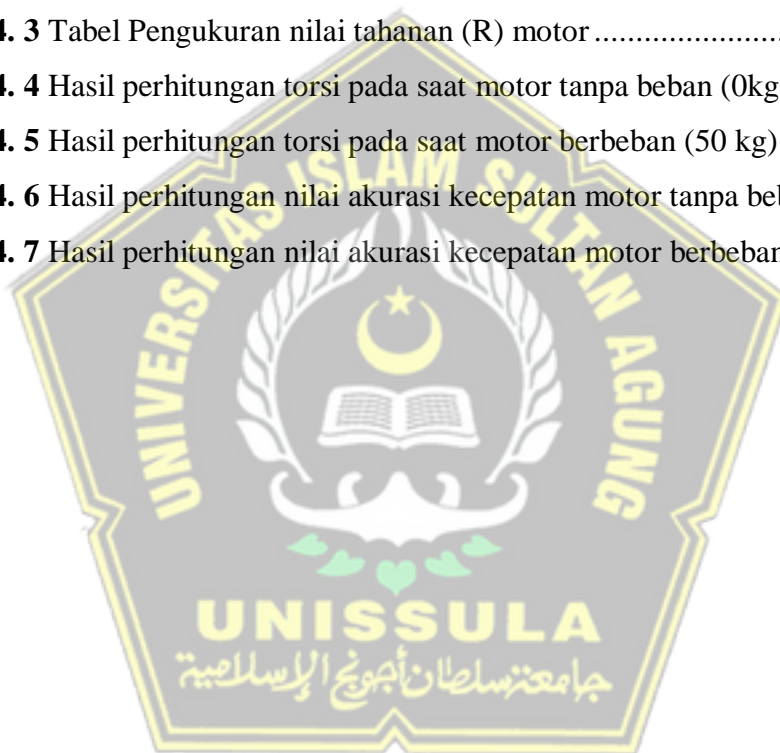 4. 3 Tabel Pengukuran nilai tahanan (R) motor .......................
4. 4 Hasil perhitungan torsi pada saat motor tanpa beban (0kg
4. 5 Hasil perhitungan torsi pada saat motor berbeban (50 kg)
4. 6 Hasil perhitungan nilai akurasi kecepatan motor tanpa beb
4. 7 Hasil perhitungan nilai akurasi kecepatan motor berbeban
UNIVERSITAS ISLAM SULTAN AGUNG
UNISSULA
جامعة سلطان أجونج الإسلامية